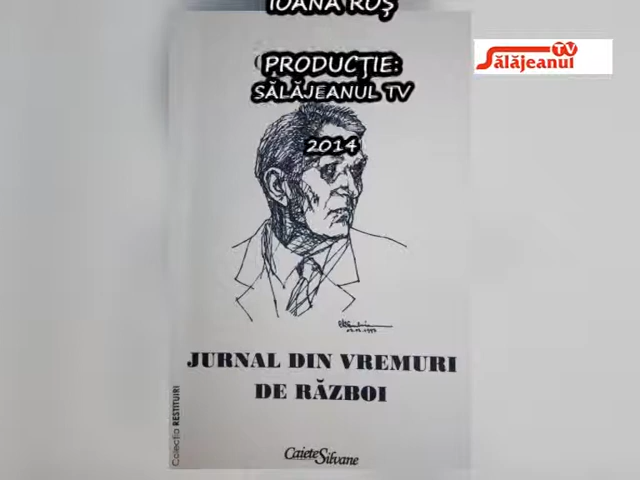 IOANA ROȘ
PRODUCȚIE:
SĂLĂJEANUL TV
2014
Sălăjeanul TV
JURNAL DIN VREMURI
DE RĂZBOI
Colecția RESTITUIRI
Caiete Silvane